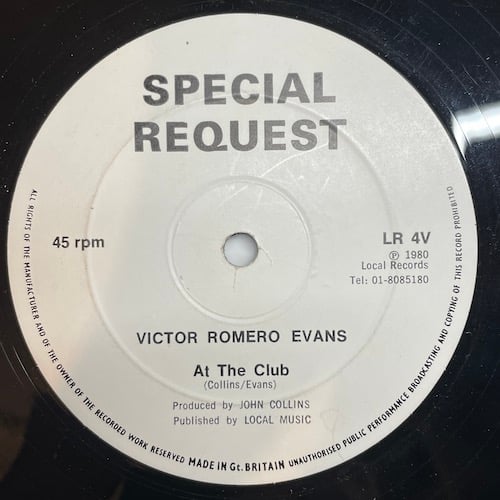 SPECIAL
REQUEST
45 rpm
LR 4V
℗ 1980
Local Records
Tel: 01-8085180
VICTOR ROMERO EVANS
At The Club
(Collins/Evans)
Produced by JOHN COLLINS
Published by LOCAL MUSIC
ALL RIGHTS OF THE MANUFACTURER AND OF THE OWNER OF THE RECORDED WORK RESERVED MADE IN Gt. BRITAIN UNAUTHORISED PUBLIC PERFORMANCE BROADCASTING AND COPYING OF THIS RECORD PROHIBITED